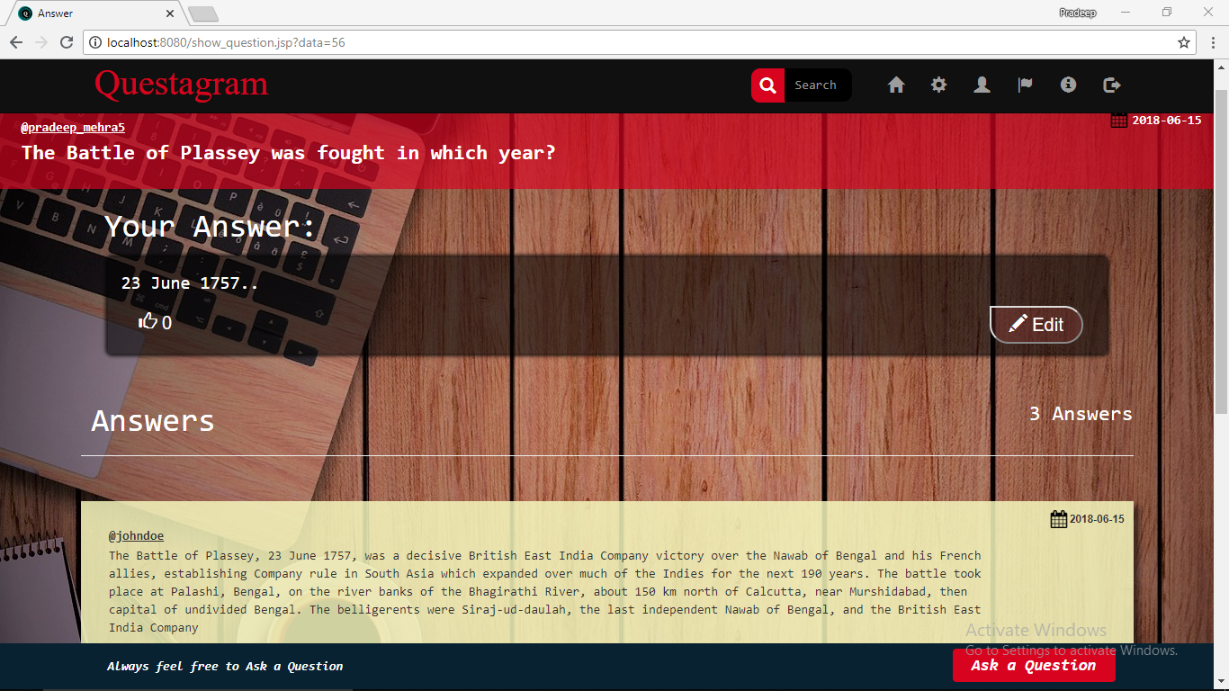 Answer
Pradeep
localhost:8080/show_question.jsp?data=56
Questagram
Search
@pradeep_mehra5
2018-06-15
The Battle of Plassey was fought in which year?
Your Answer:
23 June 1757..
0
Edit
Answers
3 Answers
2018-06-15
@johndoe
The Battle of Plassey, 23 June 1757, was a decisive British East India Company victory over the Nawab of Bengal and his French
allies, establishing Company rule in South Asia which expanded over much of the Indies for the next 190 years. The battle took
place at Palashi, Bengal, on the river banks of the Bhagirathi River, about 150 km north of Calcutta, near Murshidabad, then
capital of undivided Bengal. The belligerents were Siraj-ud-daulah, the last independent Nawab of Bengal, and the British East
India Company
Activate Windows
Go to Settings to activate Windows.
Always feel free to Ask a Question
Ask a Question